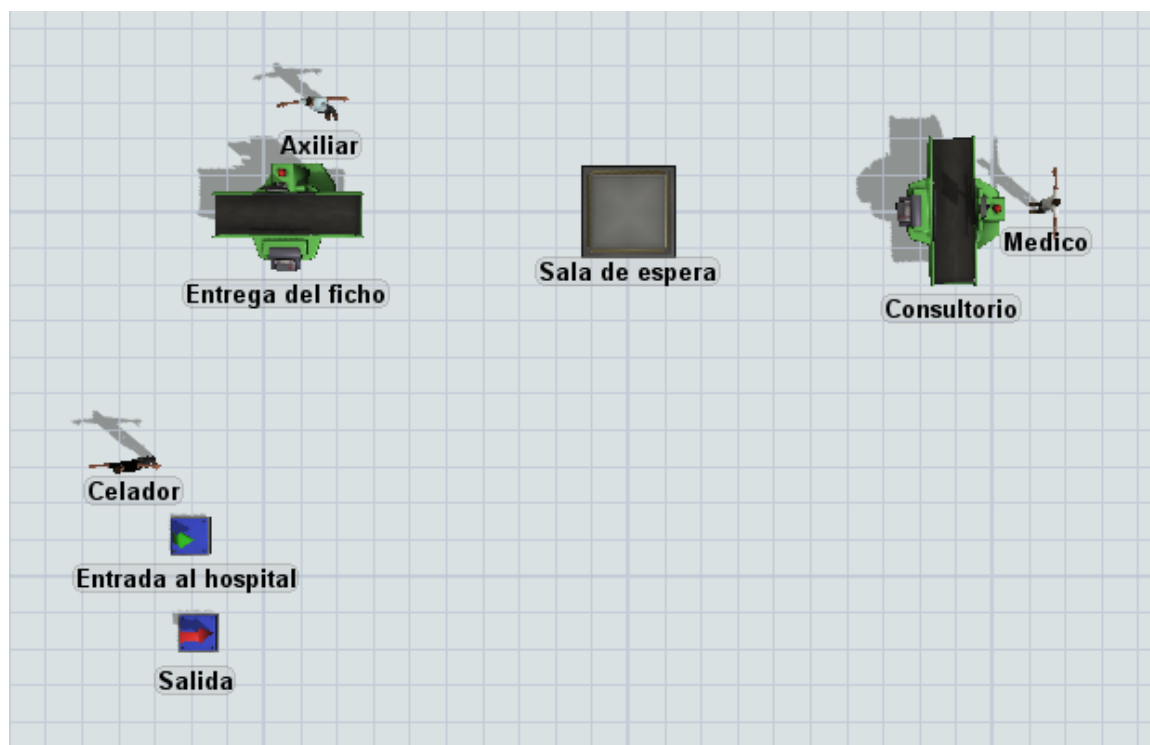 Axiliar
Entrega del ficho
Sala de espera
Medico
Consultorio
Celador
Entrada al hospital
Salida